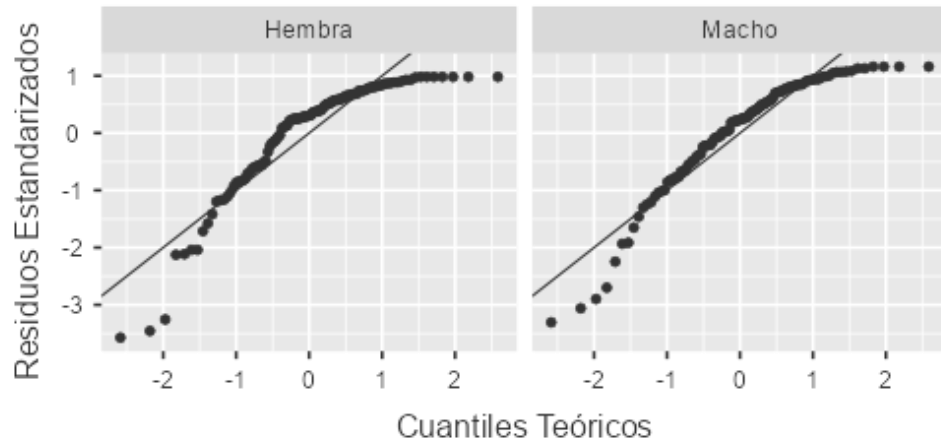 Hembra
Macho
Residuos Estandarizados
1
0
-1
-2
-3
-2 -1 0 1 2
-2 -1 0 1 2
Cuantiles Teóricos